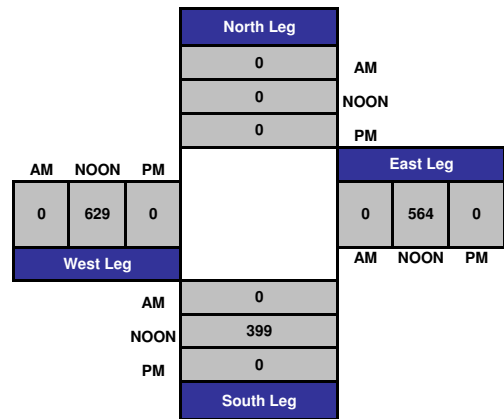 North Leg
0 AM
0 NOON
0 PM
AM NOON PM
East Leg
0 629 0
0 564 0
West Leg
AM NOON PM
AM 0
NOON 399
PM 0
South Leg